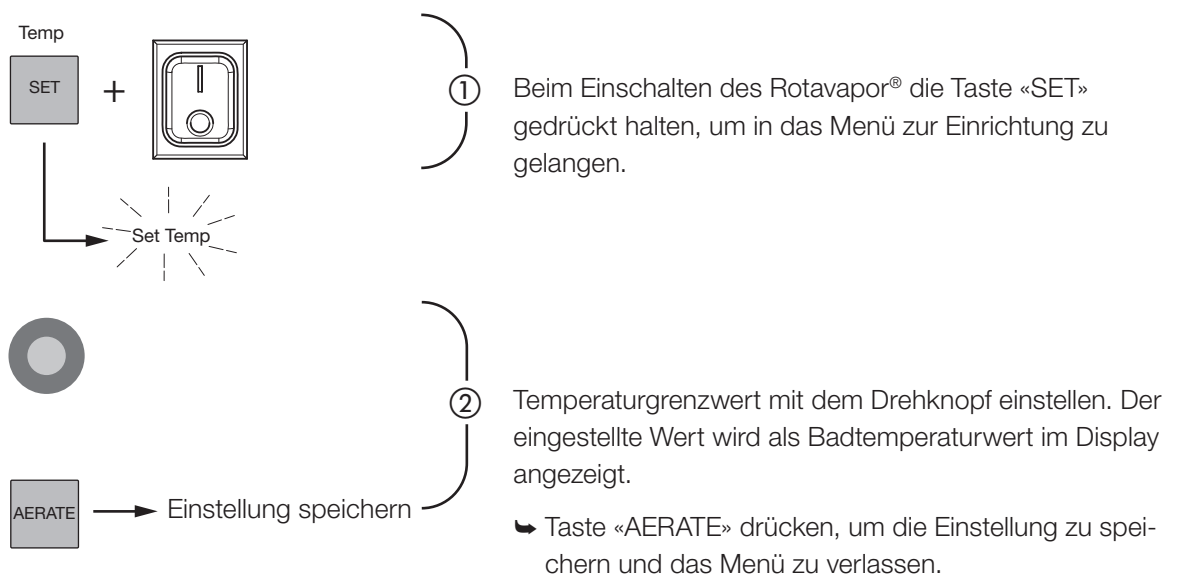 Temp
SET
+
Set Temp
①
Beim Einschalten des Rotavapor® die Taste «SET»
gedrückt halten, um in das Menü zur Einrichtung zu
gelangen.
②
Temperaturgrenzwert mit dem Drehknopf einstellen. Der
eingestellte Wert wird als Badtemperaturwert im Display
angezeigt.
AERATE
Einstellung speichern
➥ Taste «AERATE» drücken, um die Einstellung zu spei-
chern und das Menü zu verlassen.